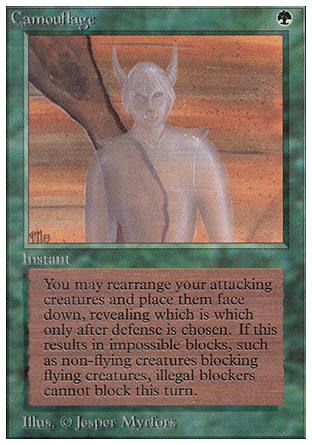 Camouflage
Instant
You may rearrange your attacking
creatures and place them face
down, revealing which is which
only after defense is chosen. If this
results in impossible blocks, such
as non-flying creatures blocking
flying creatures, illegal blockers
cannot block this turn.
Illus. © Jesper Myrfors